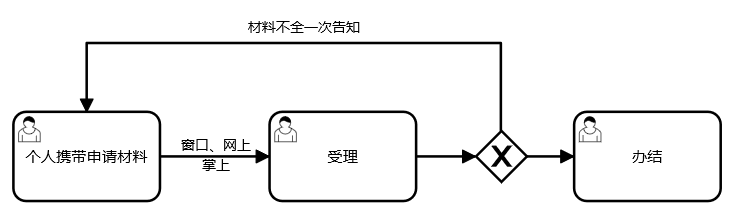 材料不全一次告知
个人携带申请材料
窗口、网上
掌上
受理
X
办结